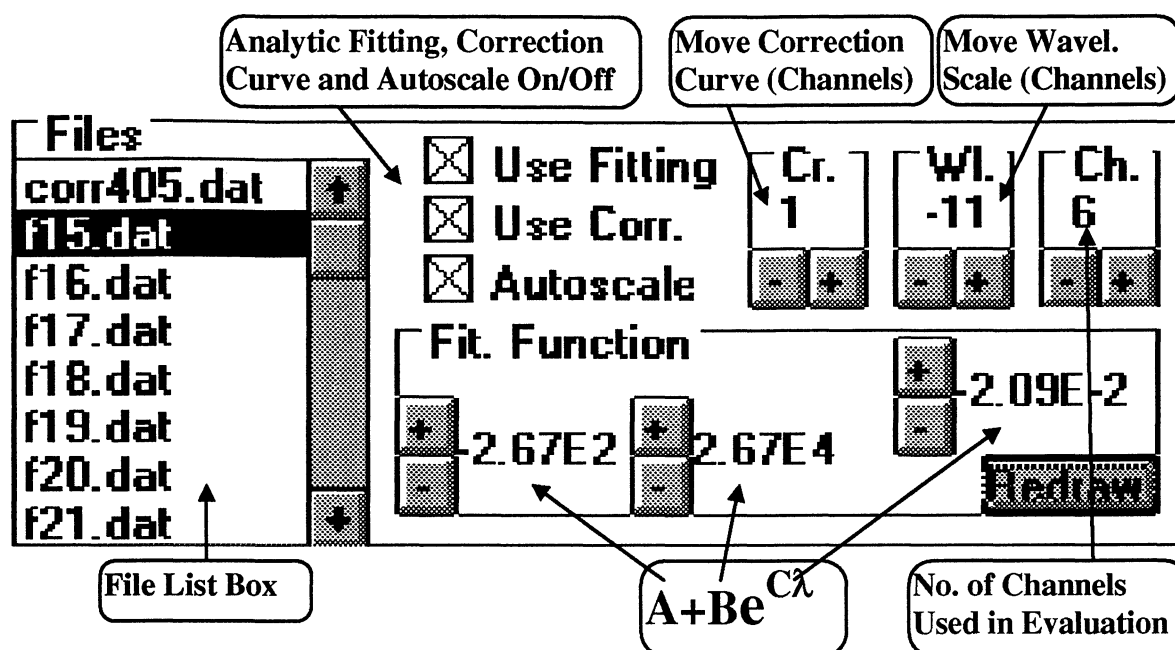 Analytic Fitting, Correction
Curve and Autoscale On/Off
Move Correction
Curve (Channels)
Move Wavel.
Scale (Channels)
Files
corr405.dat
f15.dat
f16.dat
f17.dat
f18.dat
f19.dat
f20.dat
f21.dat
Use Fitting
Use Corr.
Autoscale
Cr.
1
- +
Wl.
-11
- +
Ch.
6
- +
Fit. Function
+
-
-2.67E2
+
-
2.67E4
+
-
-2.09E-2
Redraw
File List Box
A+Be^Cλ
No. of Channels
Used in Evaluation